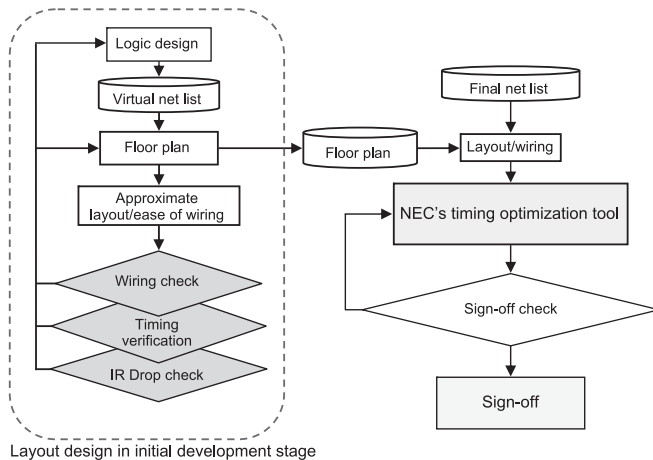 Logic design
Virtual net list
Floor plan
Approximate
layout/ease of wiring
Wiring check
Timing
verification
IR Drop check
Layout design in initial development stage
Floor plan
Final net list
Layout/wiring
NEC's timing optimization tool
Sign-off check
Sign-off